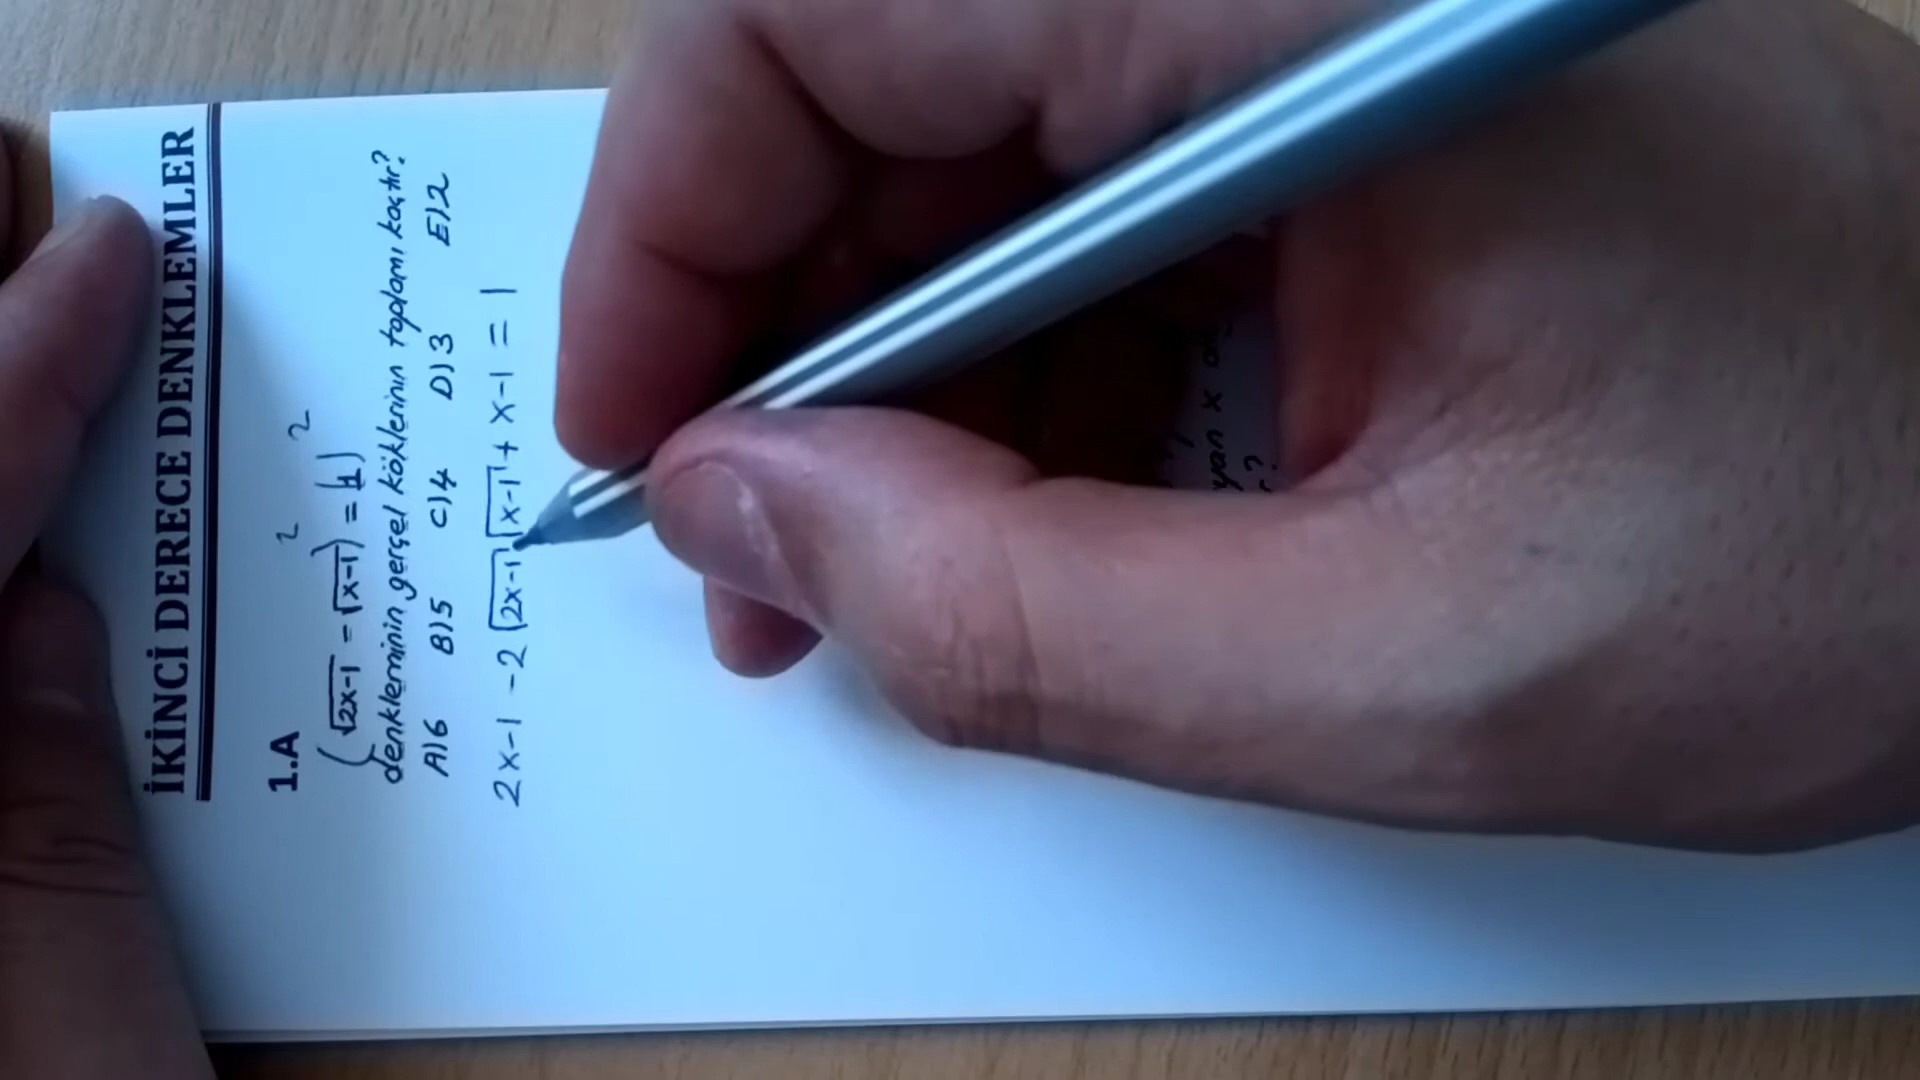 İKİNCİ DERECE DENKLEMLER
1.A
(√2x-1 - √x-1)² = (1)²
denkleminin gerçel köklerinin toplamı kaçtır?
A)6 B)5 C)4 D)3 E)2
2x-1 -2 √2x-1 √x-1 + x-1 = 1
x
?